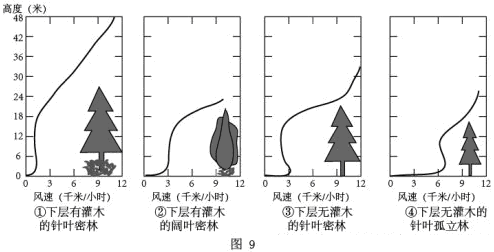 高度(米)
48
42
36
30
24
18
12
6
0
0 3 6 9 12 0 3 6 9 12 0 3 6 9 12 0 3 6 9 12
风速(千米/小时) 风速(千米/小时) 风速(千米/小时) 风速(千米/小时)
①下层有灌木的针叶密林
②下层有灌木的阔叶密林
③下层无灌木的针叶密林
④下层无灌木的针叶孤立林
图 9